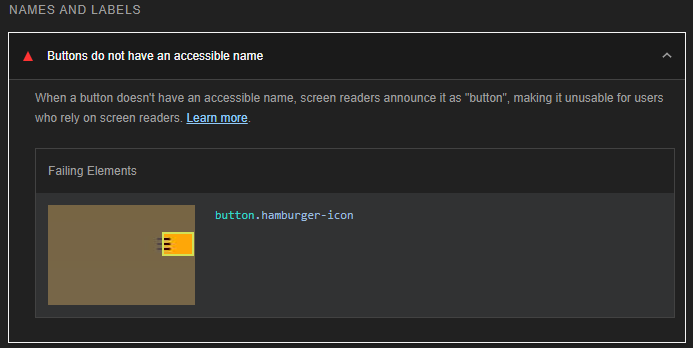 NAMES AND LABELS
Buttons do not have an accessible name
When a button doesn't have an accessible name, screen readers announce it as "button", making it unusable for users
who rely on screen readers. Learn more.
Failing Elements
button.hamburger-icon